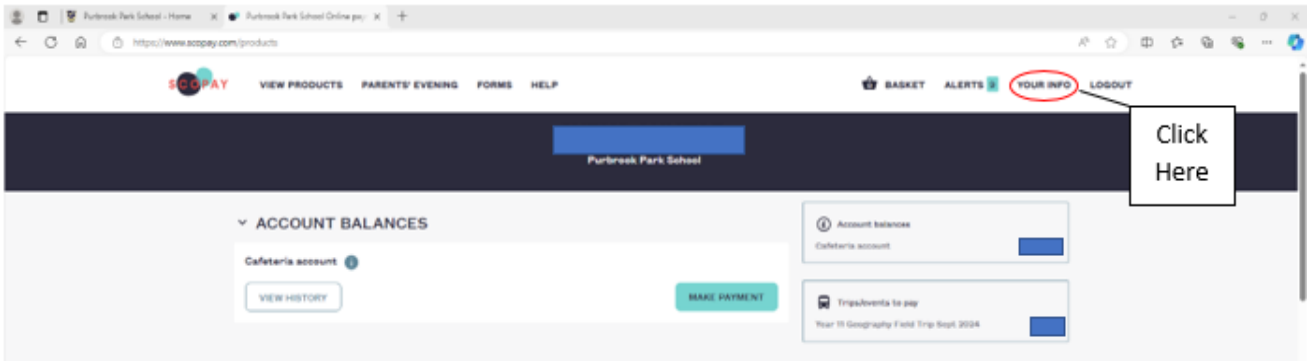 Purbrook Park School - Home
Purbrook Park School Online pay
https://www.scopay.com/products
SCOPAY
VIEW PRODUCTS PARENTS' EVENING FORMS HELP
BASKET ALERTS YOUR INFO LOGOUT
Click
Here
Purbrook Park School
ACCOUNT BALANCES
Cafeteria account
VIEW HISTORY
MAKE PAYMENT
Account balances
Cafeteria account
Trips/events to pay
Year 11 Geography Field Trip Sept 2024